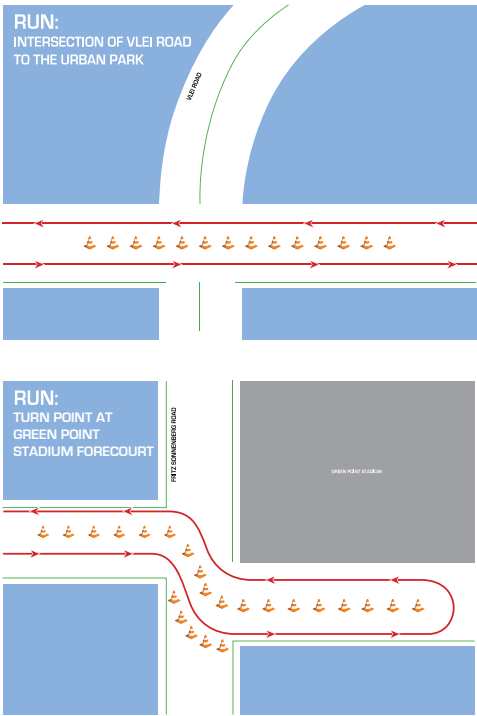 RUN:
INTERSECTION OF VLEI ROAD
TO THE URBAN PARK
VLEI ROAD
RUN:
TURN POINT AT
GREEN POINT
STADIUM FORECOURT
FRITZ SONNENBERG ROAD
GREEN POINT STADIUM